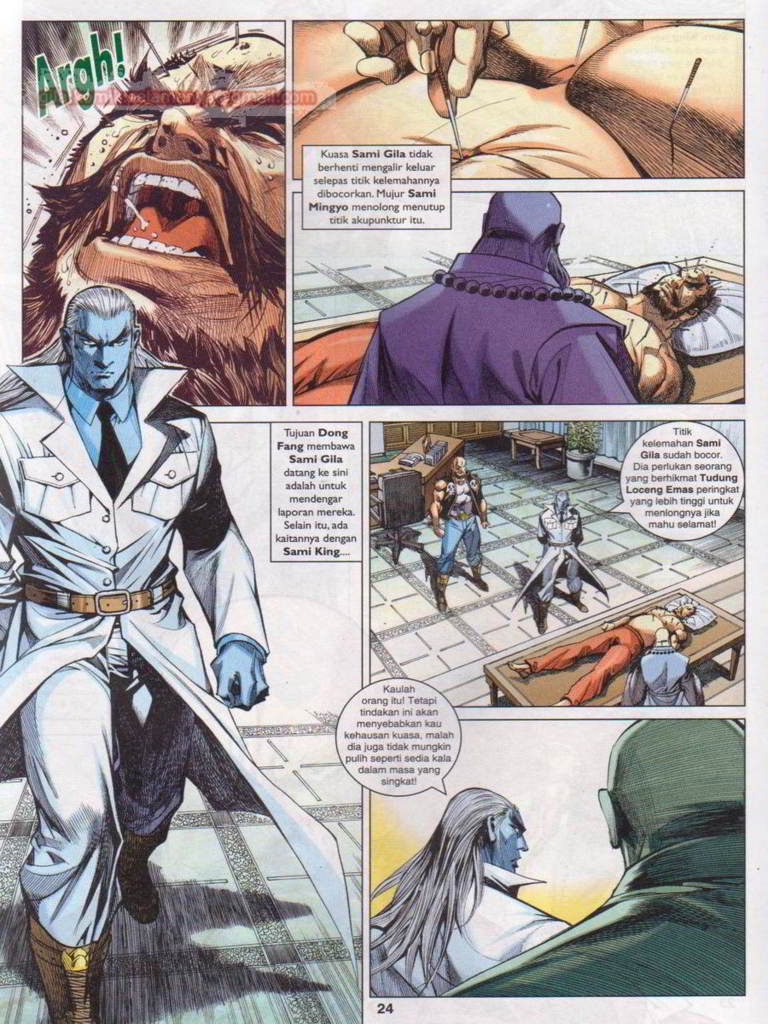 Argh!
Kuasa Sami Gila tidak
berhenti mengalir keluar
selepas titik kelemahannya
dibocorkan. Mujur Sami
Mingyo menolong menutup
titik akupunktur itu.
Tujuan Dong
Fang membawa
Sami Gila
datang ke sini
adalah untuk
mendengar
laporan mereka.
Selain itu, ada
kaitannya dengan
Sami King....
Titik
kelemahan Sami
Gila sudah bocor.
Dia perlukan seorang
yang berhikmat Tudung
Loceng Emas peringkat
yang lebih tinggi untuk
menlongnya jika
mahu selamat!
Kaulah
orang itu! Tetapi
tindakan ini akan
menyebabkan kau
kehausan kuasa, malah
dia juga tidak mungkin
pulih seperti sedia kala
dalam masa yang
singkat!
24